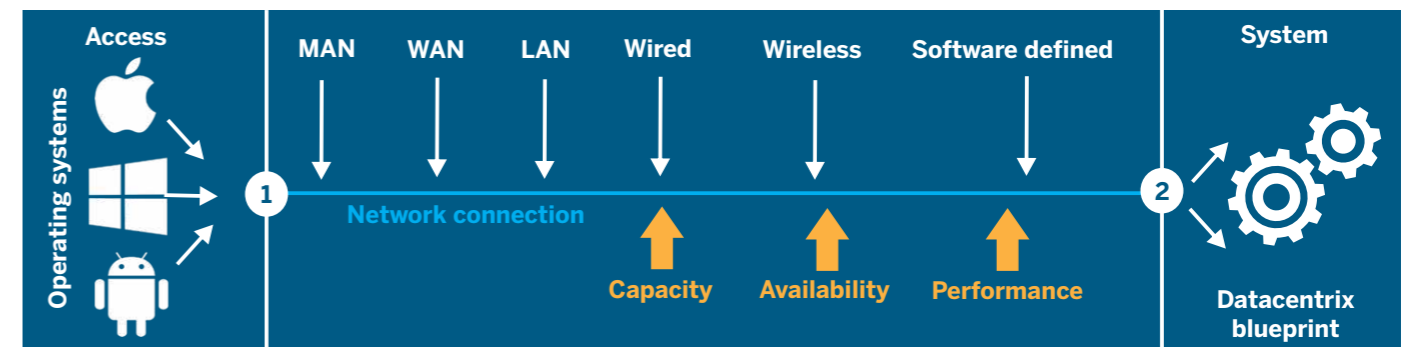 Access
Operating systems
1
MAN
WAN
LAN
Wired
Wireless
Software defined
Network connection
Capacity
Availability
Performance
2
System
Datacentrix
blueprint